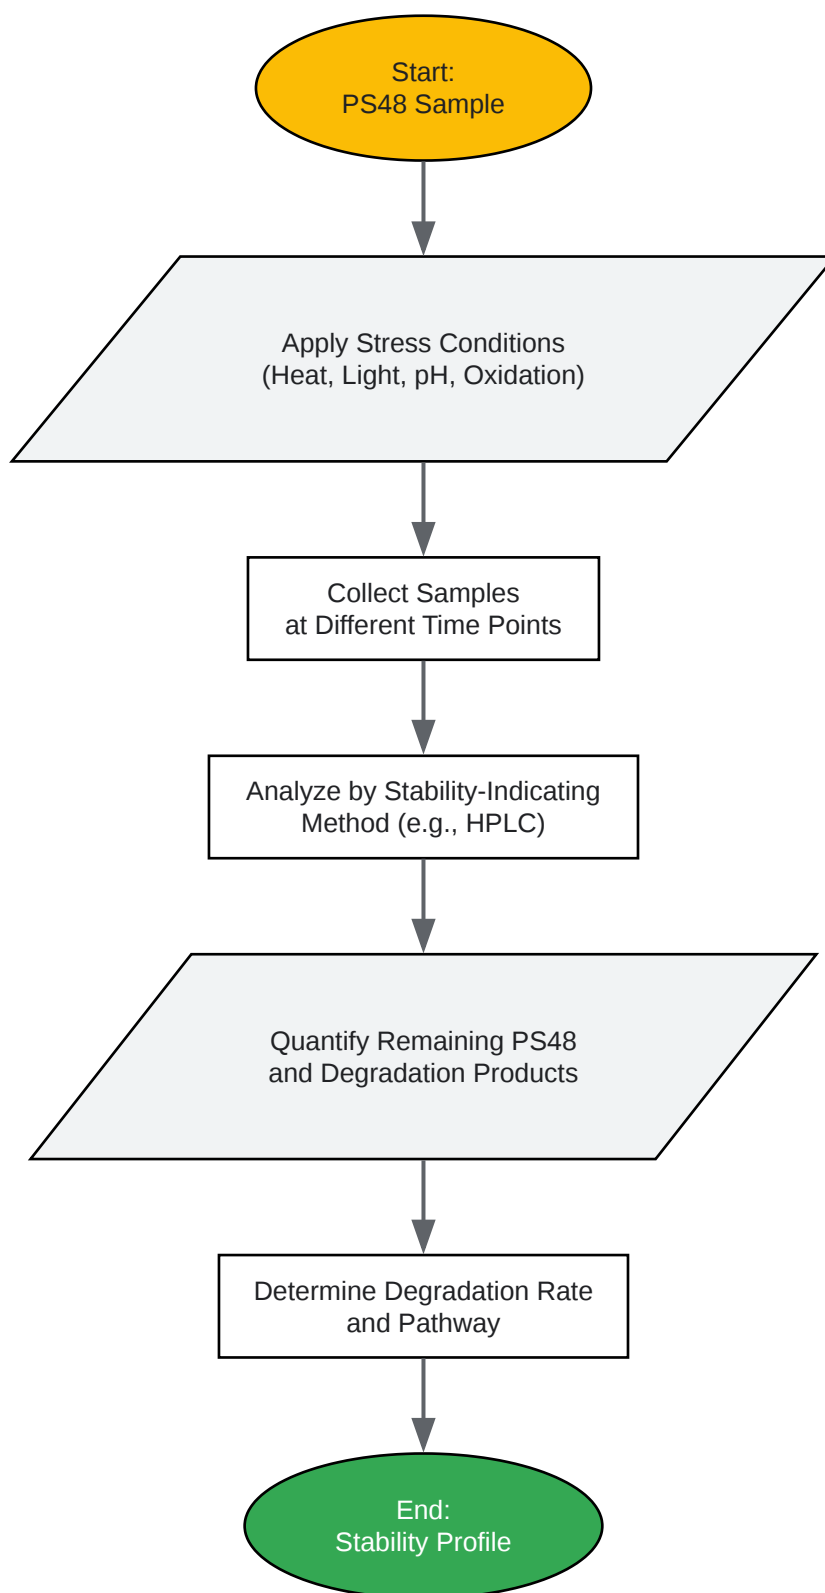 Start:
PS48 Sample
Apply Stress Conditions
(Heat, Light, pH, Oxidation)
Collect Samples
at Different Time Points
Analyze by Stability-Indicating
Method (e.g., HPLC)
Quantify Remaining PS48
and Degradation Products
Determine Degradation Rate
and Pathway
End:
Stability Profile